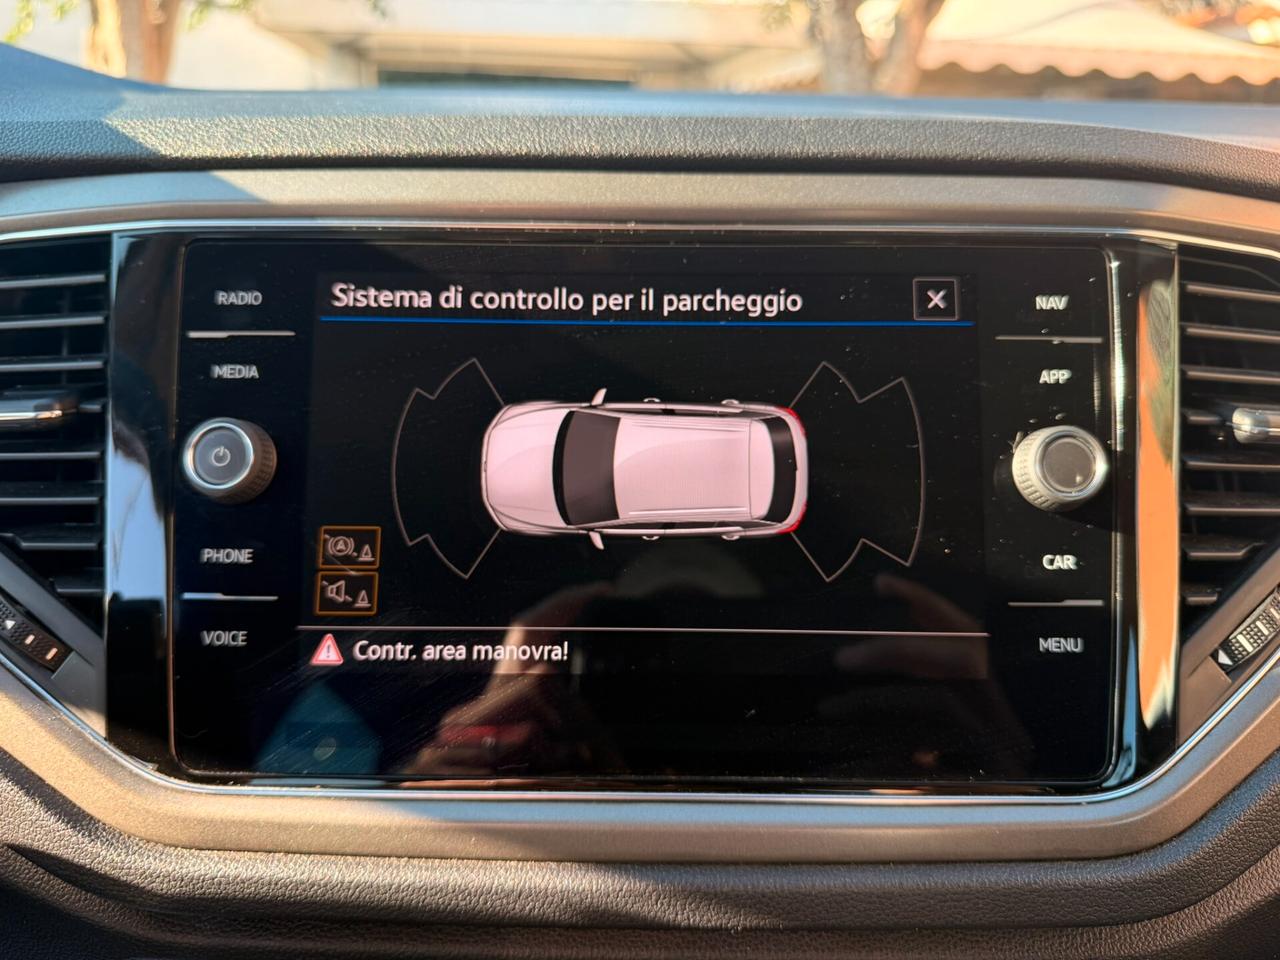 RADIO
MEDIA
PHONE
VOICE
Sistema di controllo per il parcheggio
A
Contr. area manovra!
NAV
APP
CAR
MENU